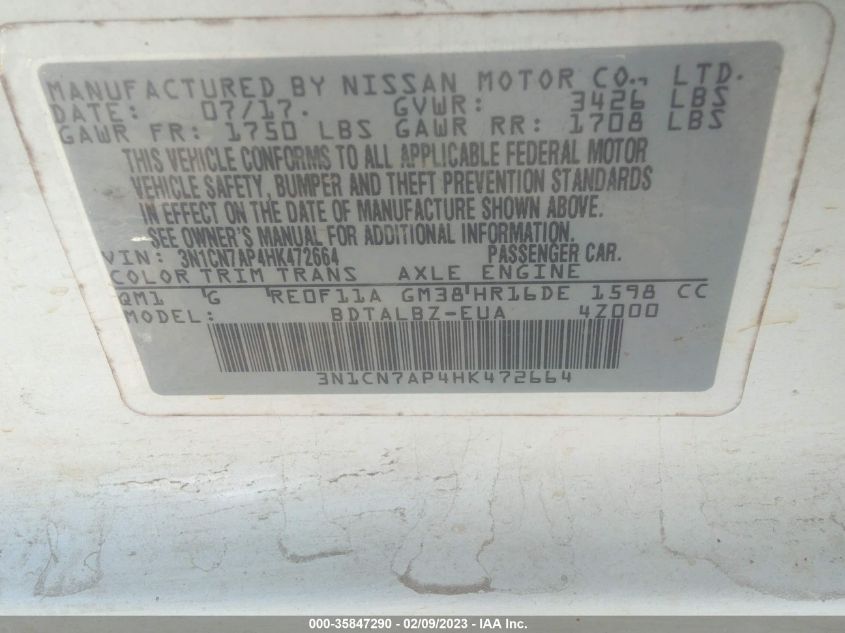 MANUFACTURED BY NISSAN MOTOR CO., LTD.
DATE: 07/17. GVWR: 3426 LBS
GAWR FR: 1750 LBS GAWR RR: 1708 LBS
THIS VEHICLE CONFORMS TO ALL APPLICABLE FEDERAL MOTOR
VEHICLE SAFETY, BUMPER AND THEFT PREVENTION STANDARDS
IN EFFECT ON THE DATE OF MANUFACTURE SHOWN ABOVE.
SEE OWNER'S MANUAL FOR ADDITIONAL INFORMATION.
VIN: 3N1CN7AP4HK472664 PASSENGER CAR.
COLOR TRIM TRANS AXLE ENGINE
QM1 G RE0F11A GM38 HR16DE 1598 CC
MODEL: BDTALBZ-EUA 4Z000
3N1CN7AP4HK472664
000-35847290 - 02/09/2023 - IAA Inc.